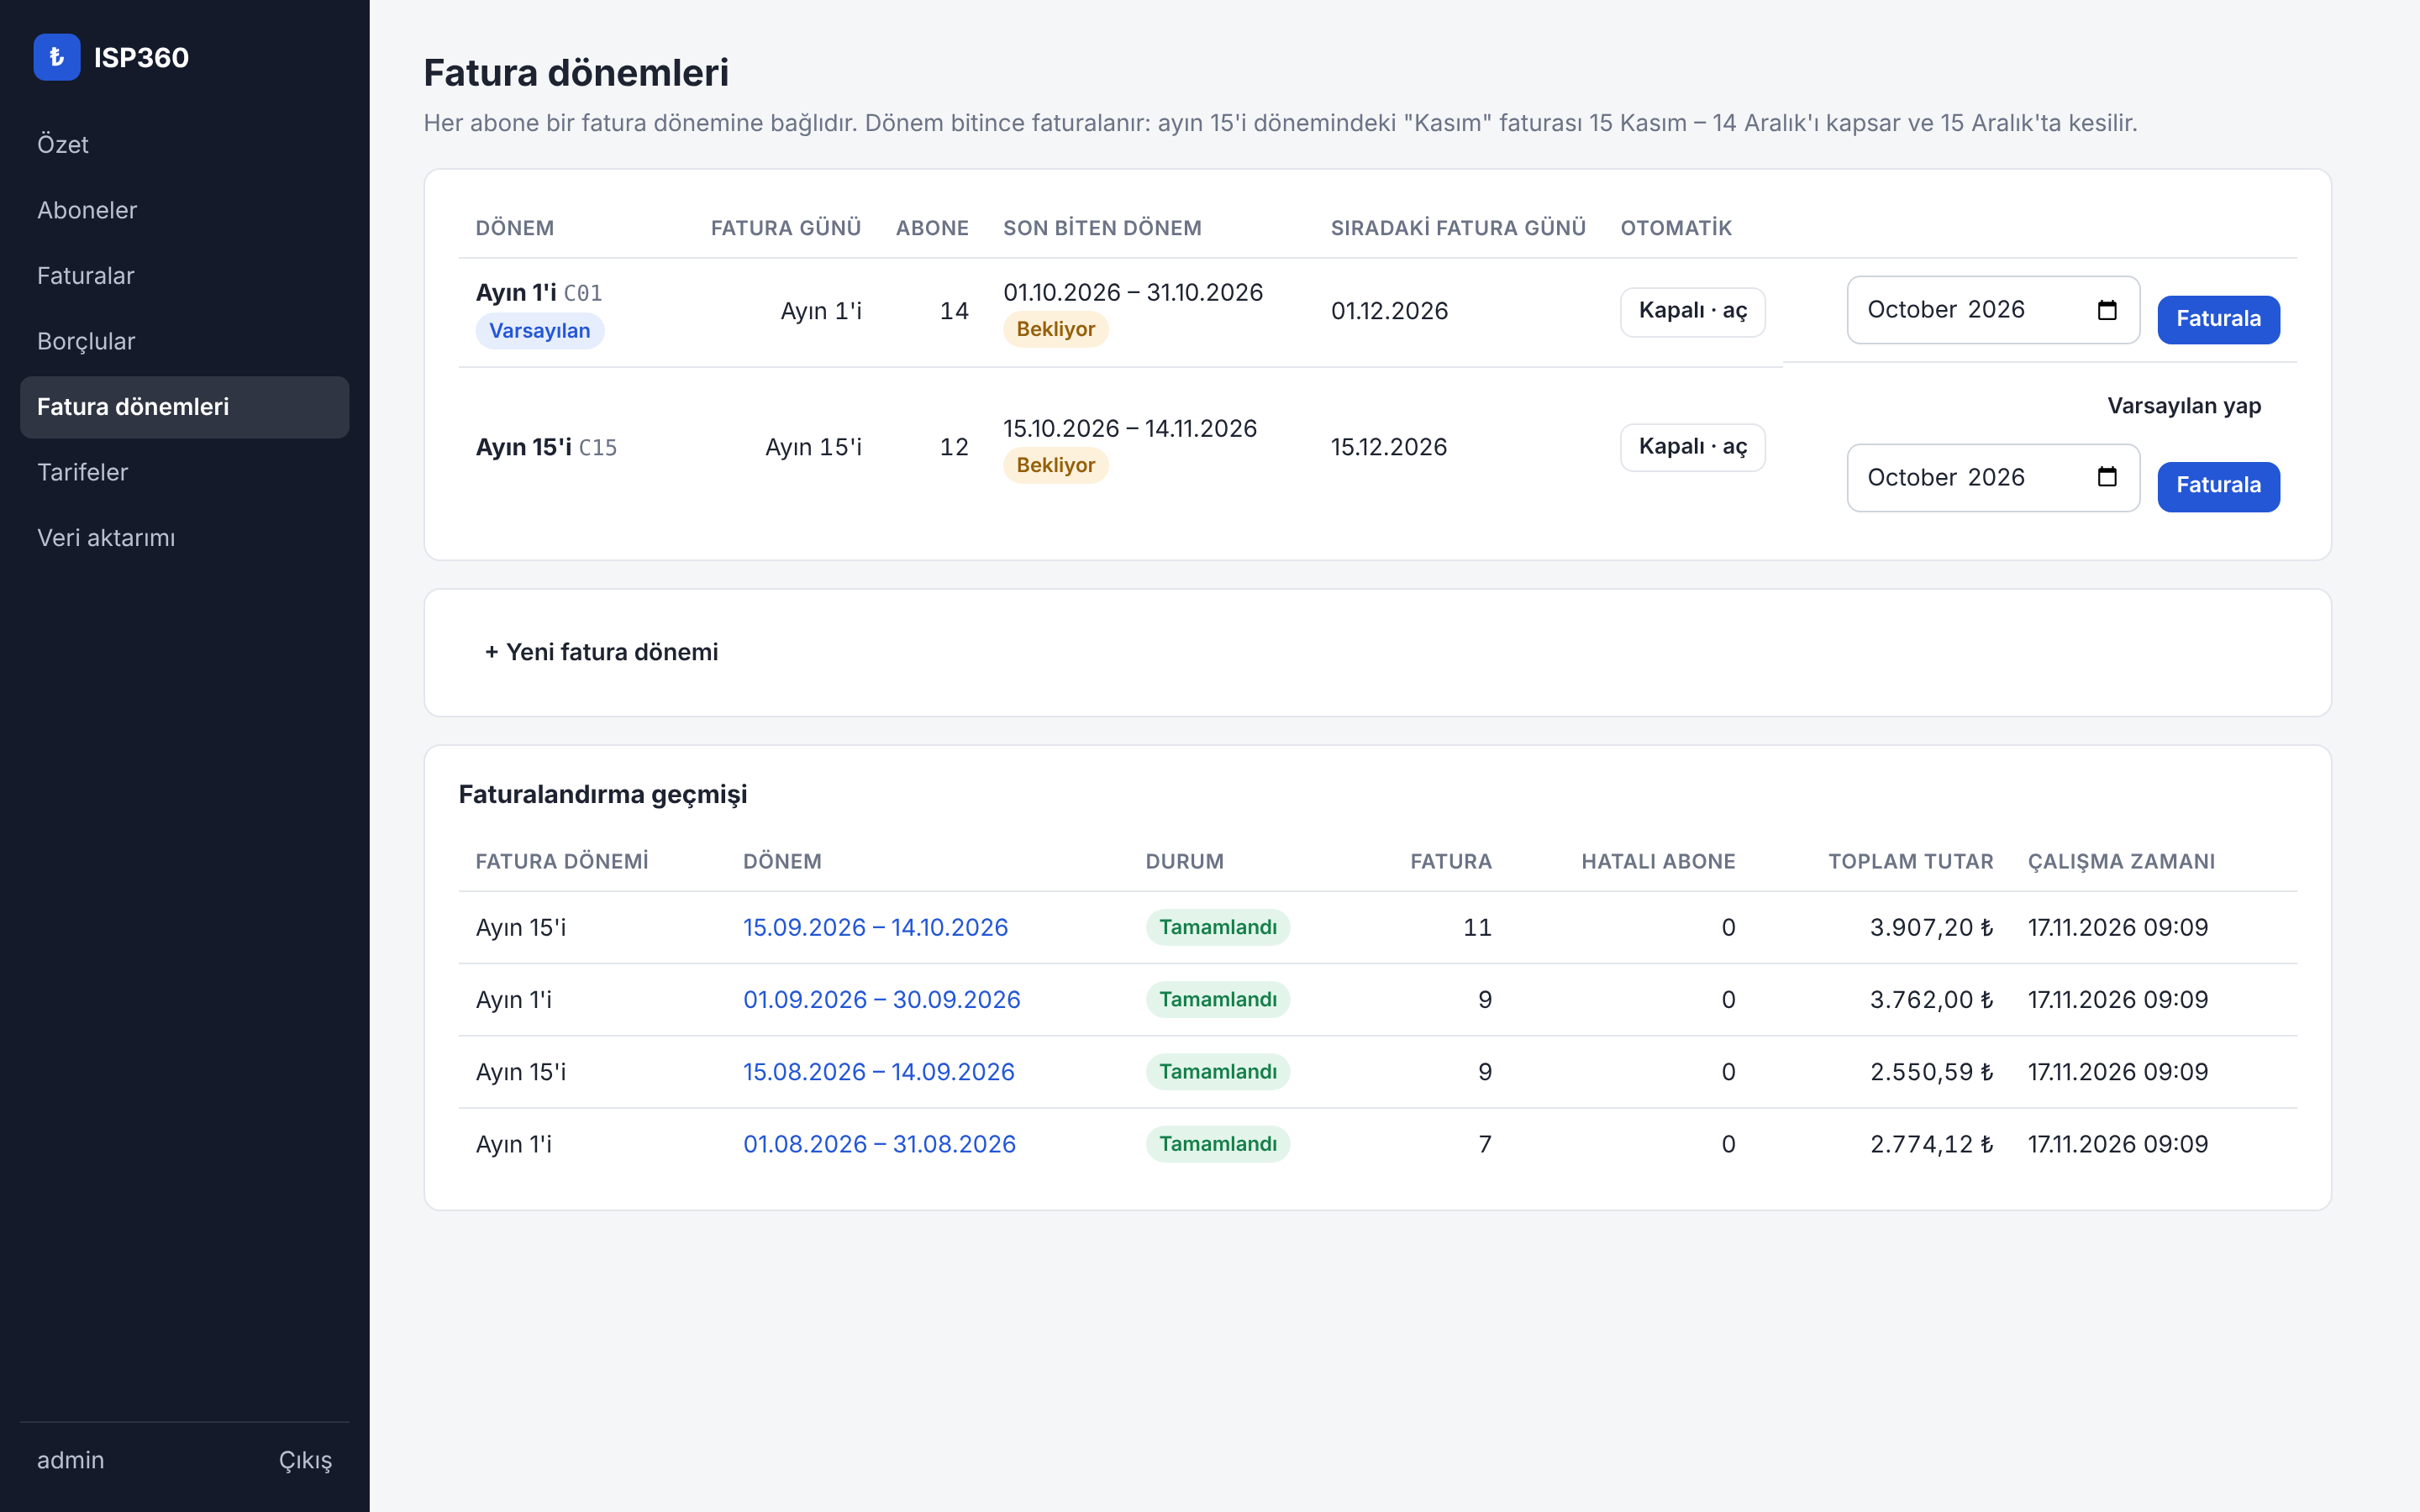 ₺ ISP360
Özet
Aboneler
Faturalar
Borçlular
Fatura dönemleri
Tarifeler
Veri aktarımı
admin Çıkış
Fatura dönemleri
Her abone bir fatura dönemine bağlıdır. Dönem bitince faturalanır: ayın 15'i dönemindeki "Kasım" faturası 15 Kasım – 14 Aralık'ı kapsar ve 15 Aralık'ta kesilir.
DÖNEM FATURA GÜNÜ ABONE SON BİTEN DÖNEM SIRADAKİ FATURA GÜNÜ OTOMATİK
Ayın 1'i C01 Ayın 1'i 14 01.10.2026 – 31.10.2026 01.12.2026 Kapalı · aç October 2026 Faturala
Varsayılan Bekliyor
Varsayılan yap
Ayın 15'i C15 Ayın 15'i 12 15.10.2026 – 14.11.2026 15.12.2026 Kapalı · aç October 2026 Faturala
Bekliyor
+ Yeni fatura dönemi
Faturalandırma geçmişi
FATURA DÖNEMİ DÖNEM DURUM FATURA HATALI ABONE TOPLAM TUTAR ÇALIŞMA ZAMANI
Ayın 15'i 15.09.2026 – 14.10.2026 Tamamlandı 11 0 3.907,20 ₺ 17.11.2026 09:09
Ayın 1'i 01.09.2026 – 30.09.2026 Tamamlandı 9 0 3.762,00 ₺ 17.11.2026 09:09
Ayın 15'i 15.08.2026 – 14.09.2026 Tamamlandı 9 0 2.550,59 ₺ 17.11.2026 09:09
Ayın 1'i 01.08.2026 – 31.08.2026 Tamamlandı 7 0 2.774,12 ₺ 17.11.2026 09:09